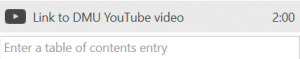 Link to DMU YouTube video 2:00
Enter a table of contents entry